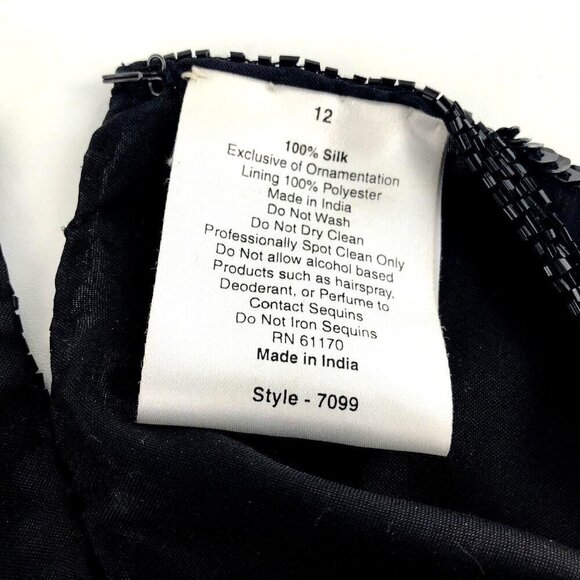 12
100% Silk
Exclusive of Ornamentation
Lining 100% Polyester
Made in India
Do Not Wash
Do Not Dry Clean
Professionally Spot Clean Only
Do Not allow alcohol based
Products such as hairspray,
Deodorant, or Perfume to
Contact Sequins
Do Not Iron Sequins
RN 61170
Made in India
Style - 7099